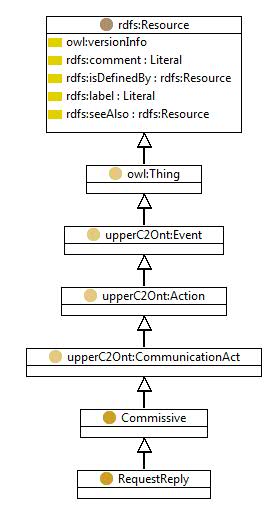 rdfs:Resource
owl:versionInfo
rdfs:comment : Literal
rdfs:isDefinedBy : rdfs:Resource
rdfs:label : Literal
rdfs:seeAlso : rdfs:Resource
owl:Thing
upperC2Ont:Event
upperC2Ont:Action
upperC2Ont:CommunicationAct
Commissive
RequestReply